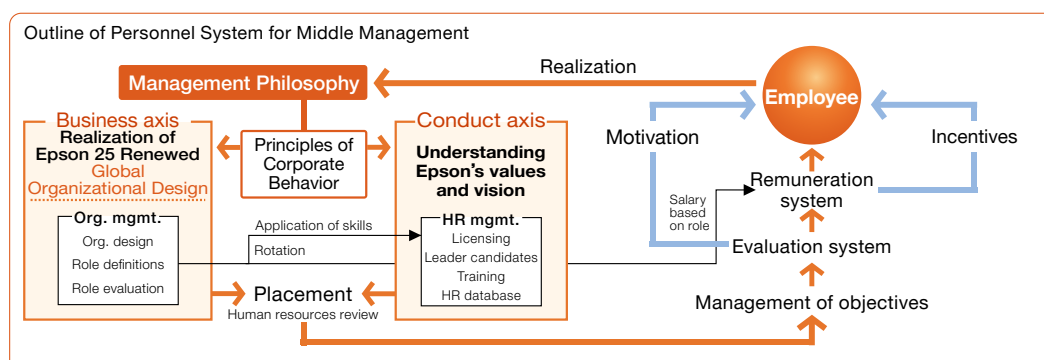 Outline of Personnel System for Middle Management
Management Philosophy
Realization
Employee
Business axis
Realization of
Epson 25 Renewed
Global
Organizational Design
Principles of
Corporate
Behavior
Conduct axis
Understanding
Epson's values
and vision
Motivation
Incentives
Remuneration
system
Salary
based
on role
Org. mgmt.
Org. design
Role definitions
Role evaluation
Application of skills
Rotation
HR mgmt.
Licensing
Leader candidates
Training
HR database
Evaluation system
Placement
Human resources review
Management of objectives